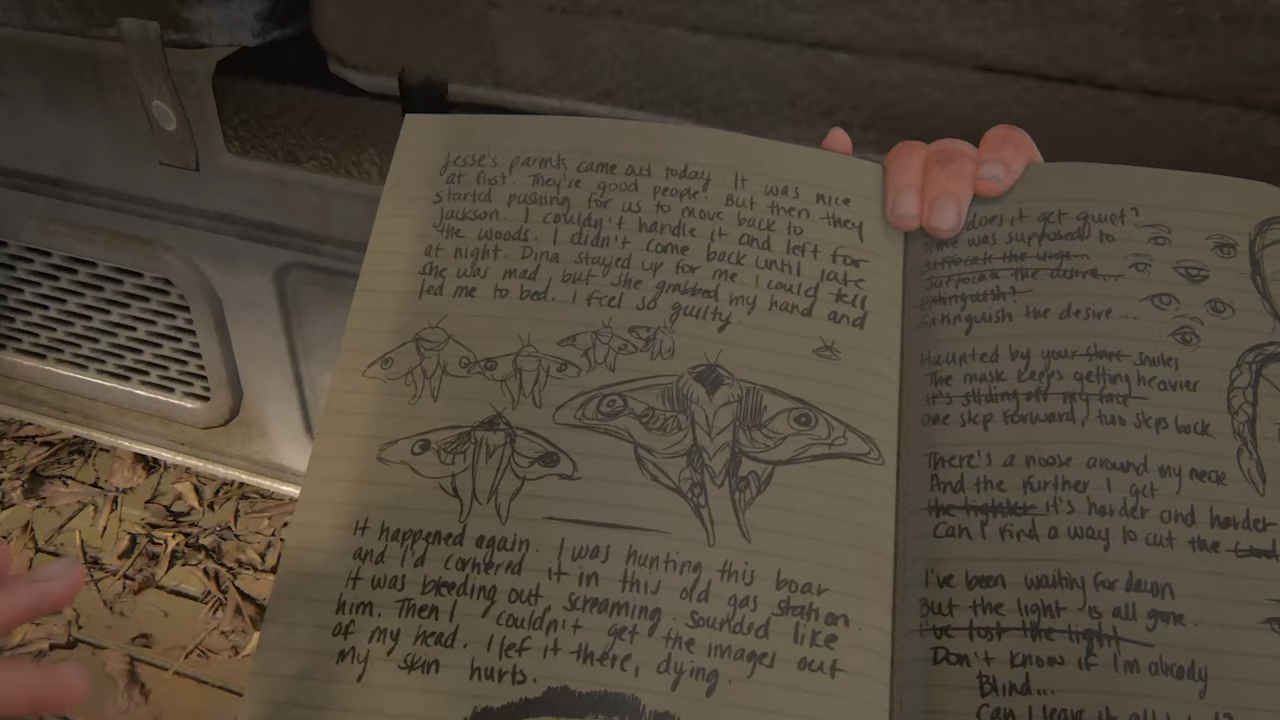 Jesse's parents came out today. It was nice
at first. They're good people. But then they
started pushing for us to move back to
Jackson. I couldn't handle it and left for
the woods. I didn't come back until late
at night. Dina stayed up for me. I could tell
she was mad, but she grabbed my hand and
led me to bed. I feel so guilty.
It happened again. I was hunting this boar
and I'd cornered it in this old gas station.
It was bleeding out, screaming. Sounded like
him. Then I couldn't get the images out
of my head. I left it there, dying.
My skin hurts.
does it get quiet?
Time was supposed to
suffocate the urge...
suffocate the desire...
extinguish?
Extinguish the desire...
Haunted by your stare smiles
The mask keeps getting heavier
It's sliding off my face
one step forward, two steps back
There's a noose around my neck
And the further I get
the tighter it's harder and harder
Can I find a way to cut the
I've been waiting for dawn
But the light is all gone.
I've lost the light
Don't know if I'm already
Blind...
Can I leave it all